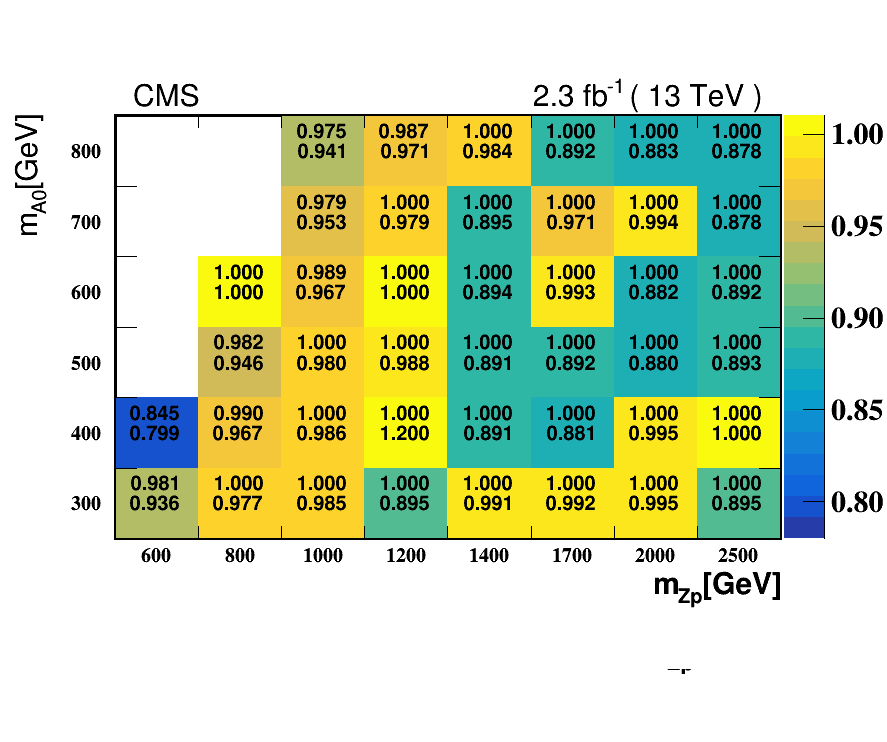 CMS 2.3 fb-1 ( 13 TeV )
mA0[GeV]
1.00
800 0.975 0.987 1.000 1.000 1.000 1.000
0.941 0.971 0.984 0.892 0.883 0.878
700 0.979 1.000 1.000 1.000 1.000 1.000
0.953 0.979 0.895 0.971 0.994 0.878
0.95
600 1.000 0.989 1.000 1.000 1.000 1.000 1.000
1.000 0.967 1.000 0.894 0.993 0.882 0.892
0.90
500 0.982 1.000 1.000 1.000 1.000 1.000 1.000
0.946 0.980 0.988 0.891 0.892 0.880 0.893
0.85
400 0.845 0.990 1.000 1.000 1.000 1.000 1.000 1.000
0.799 0.967 0.986 1.200 0.891 0.881 0.995 1.000
0.80
300 0.981 1.000 1.000 1.000 1.000 1.000 1.000 1.000
0.936 0.977 0.985 0.895 0.991 0.992 0.995 0.895
600 800 1000 1200 1400 1700 2000 2500
mZp[GeV]